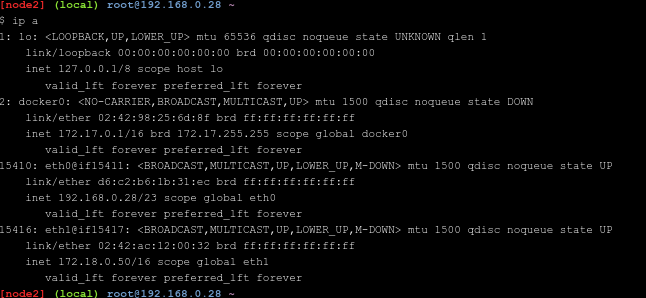 [node2] (local) root@192.168.0.28 ~
$ ip a
1: lo: <LOOPBACK,UP,LOWER_UP> mtu 65536 qdisc noqueue state UNKNOWN qlen 1
    link/loopback 00:00:00:00:00:00 brd 00:00:00:00:00:00
    inet 127.0.0.1/8 scope host lo
       valid_lft forever preferred_lft forever
2: docker0: <NO-CARRIER,BROADCAST,MULTICAST,UP> mtu 1500 qdisc noqueue state DOWN
    link/ether 02:42:98:25:6d:8f brd ff:ff:ff:ff:ff:ff
    inet 172.17.0.1/16 brd 172.17.255.255 scope global docker0
       valid_lft forever preferred_lft forever
15410: eth0@if15411: <BROADCAST,MULTICAST,UP,LOWER_UP,M-DOWN> mtu 1500 qdisc noqueue state UP
    link/ether d6:c2:b6:1b:31:ec brd ff:ff:ff:ff:ff:ff
    inet 192.168.0.28/23 scope global eth0
       valid_lft forever preferred_lft forever
15416: eth1@if15417: <BROADCAST,MULTICAST,UP,LOWER_UP,M-DOWN> mtu 1500 qdisc noqueue state UP
    link/ether 02:42:ac:12:00:32 brd ff:ff:ff:ff:ff:ff
    inet 172.18.0.50/16 scope global eth1
       valid_lft forever preferred_lft forever
[node2] (local) root@192.168.0.28 ~